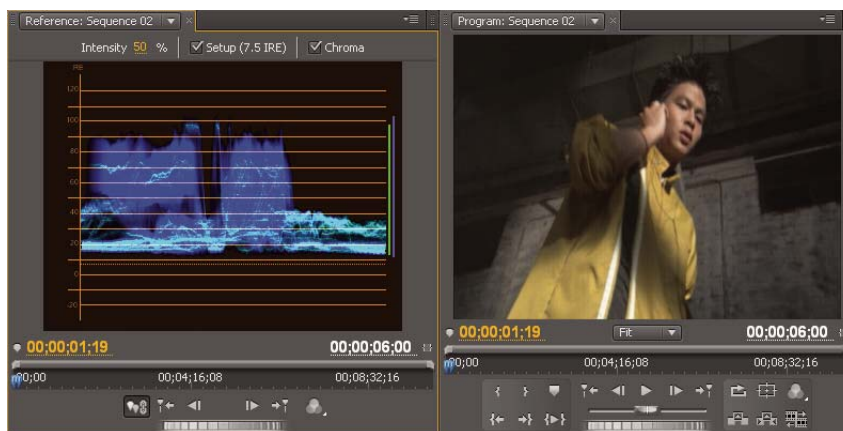 Reference: Sequence 02
Intensity 50 %
Setup (7.5 IRE)
Chroma
IRE
120
100
80
60
40
20
0
-20
00;00;01;19
00;00;06;00
00;00
00;04;16;08
00;08;32;16
Program: Sequence 02
00;00;01;19
Fit
00;00;06;00
00;00
00;04;16;08
00;08;32;16